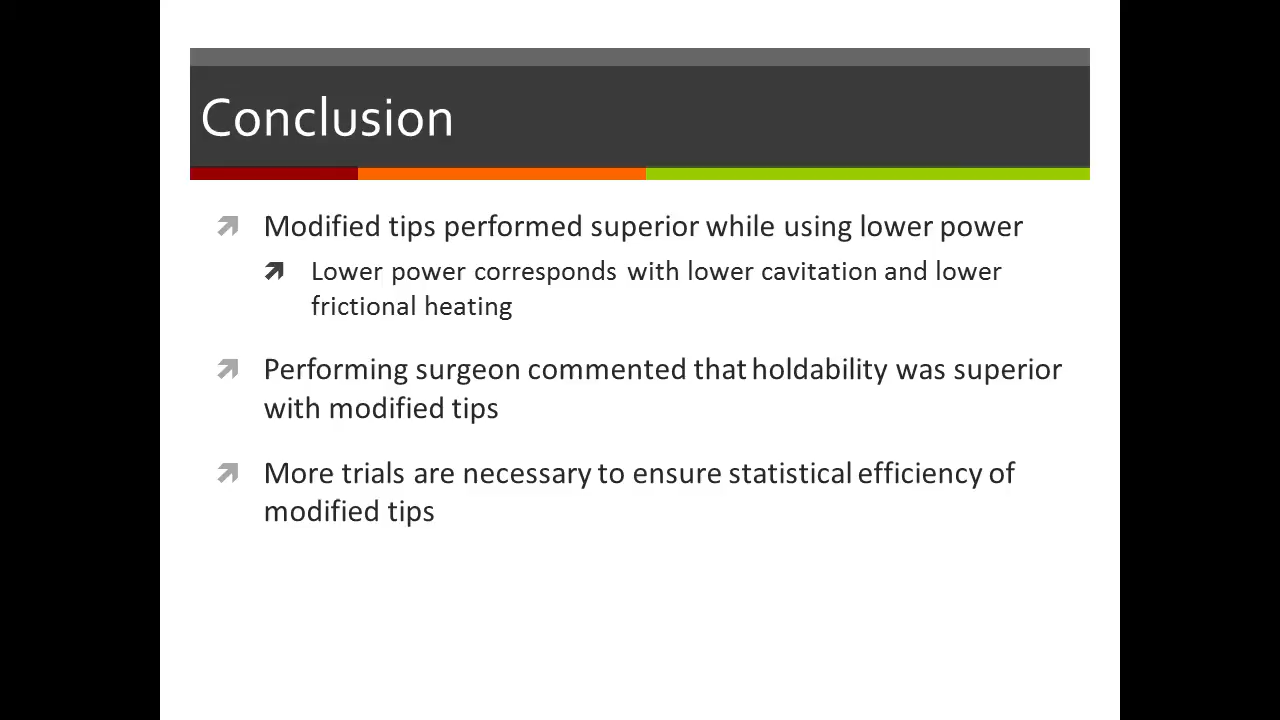 Conclusion
Modified tips performed superior while using lower power
Lower power corresponds with lower cavitation and lower
frictional heating
Performing surgeon commented that holdability was superior
with modified tips
More trials are necessary to ensure statistical efficiency of
modified tips